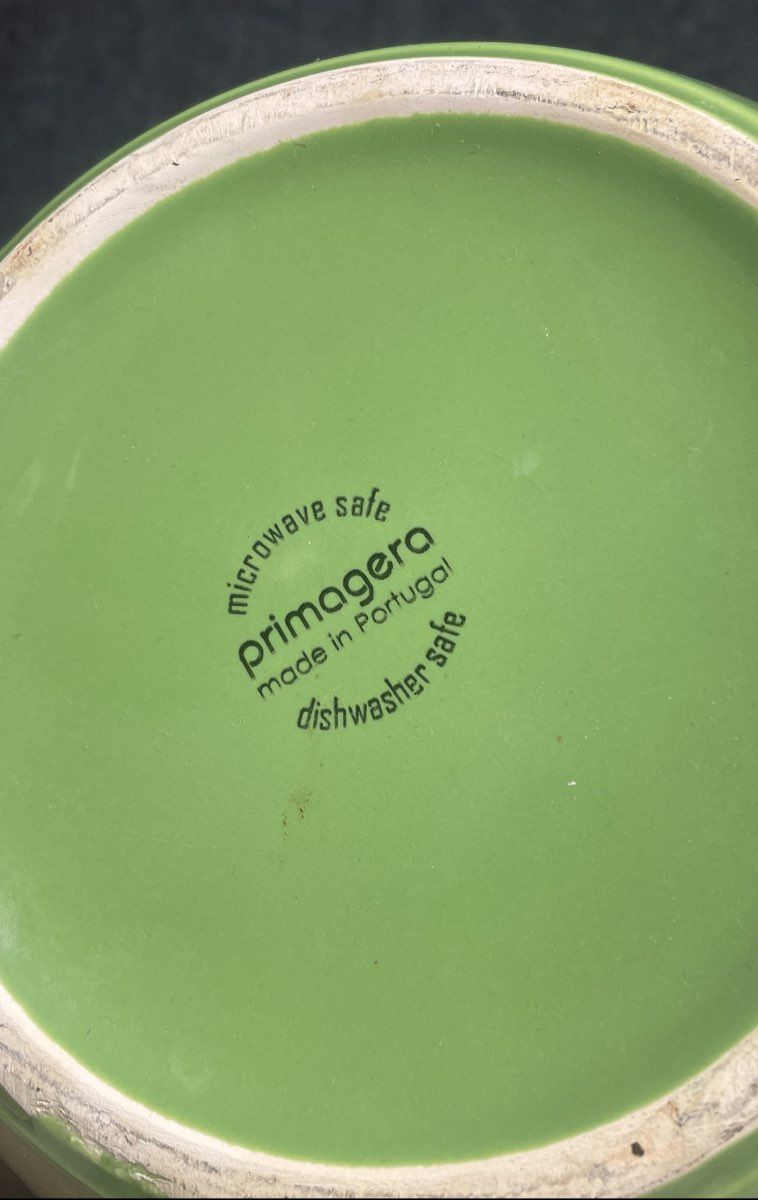 microwave safe
primagera
made in Portugal
dishwasher safe